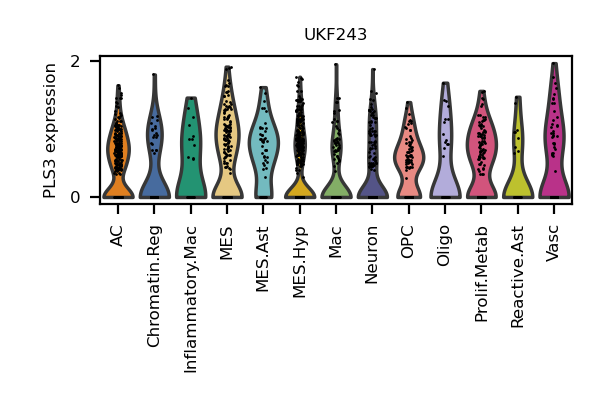 UKF243
PLS3 expression
2
0
AC
Chromatin.Reg
Inflammatory.Mac
MES
MES.Ast
MES.Hyp
Mac
Neuron
OPC
Oligo
Prolif.Metab
Reactive.Ast
Vasc